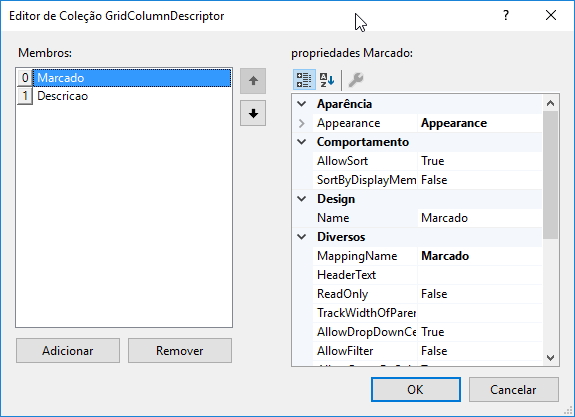 Editor de Coleção GridColumnDescriptor ?
Membros:
0 Marcado
1 Descricao
Adicionar Remover
propriedades Marcado:
Aparência
Appearance Appearance
Comportamento
AllowSort True
SortByDisplayMem False
Design
Name Marcado
Diversos
MappingName Marcado
HeaderText
ReadOnly False
TrackWidthOfParer
AllowDropDownCe True
AllowFilter False
OK Cancelar